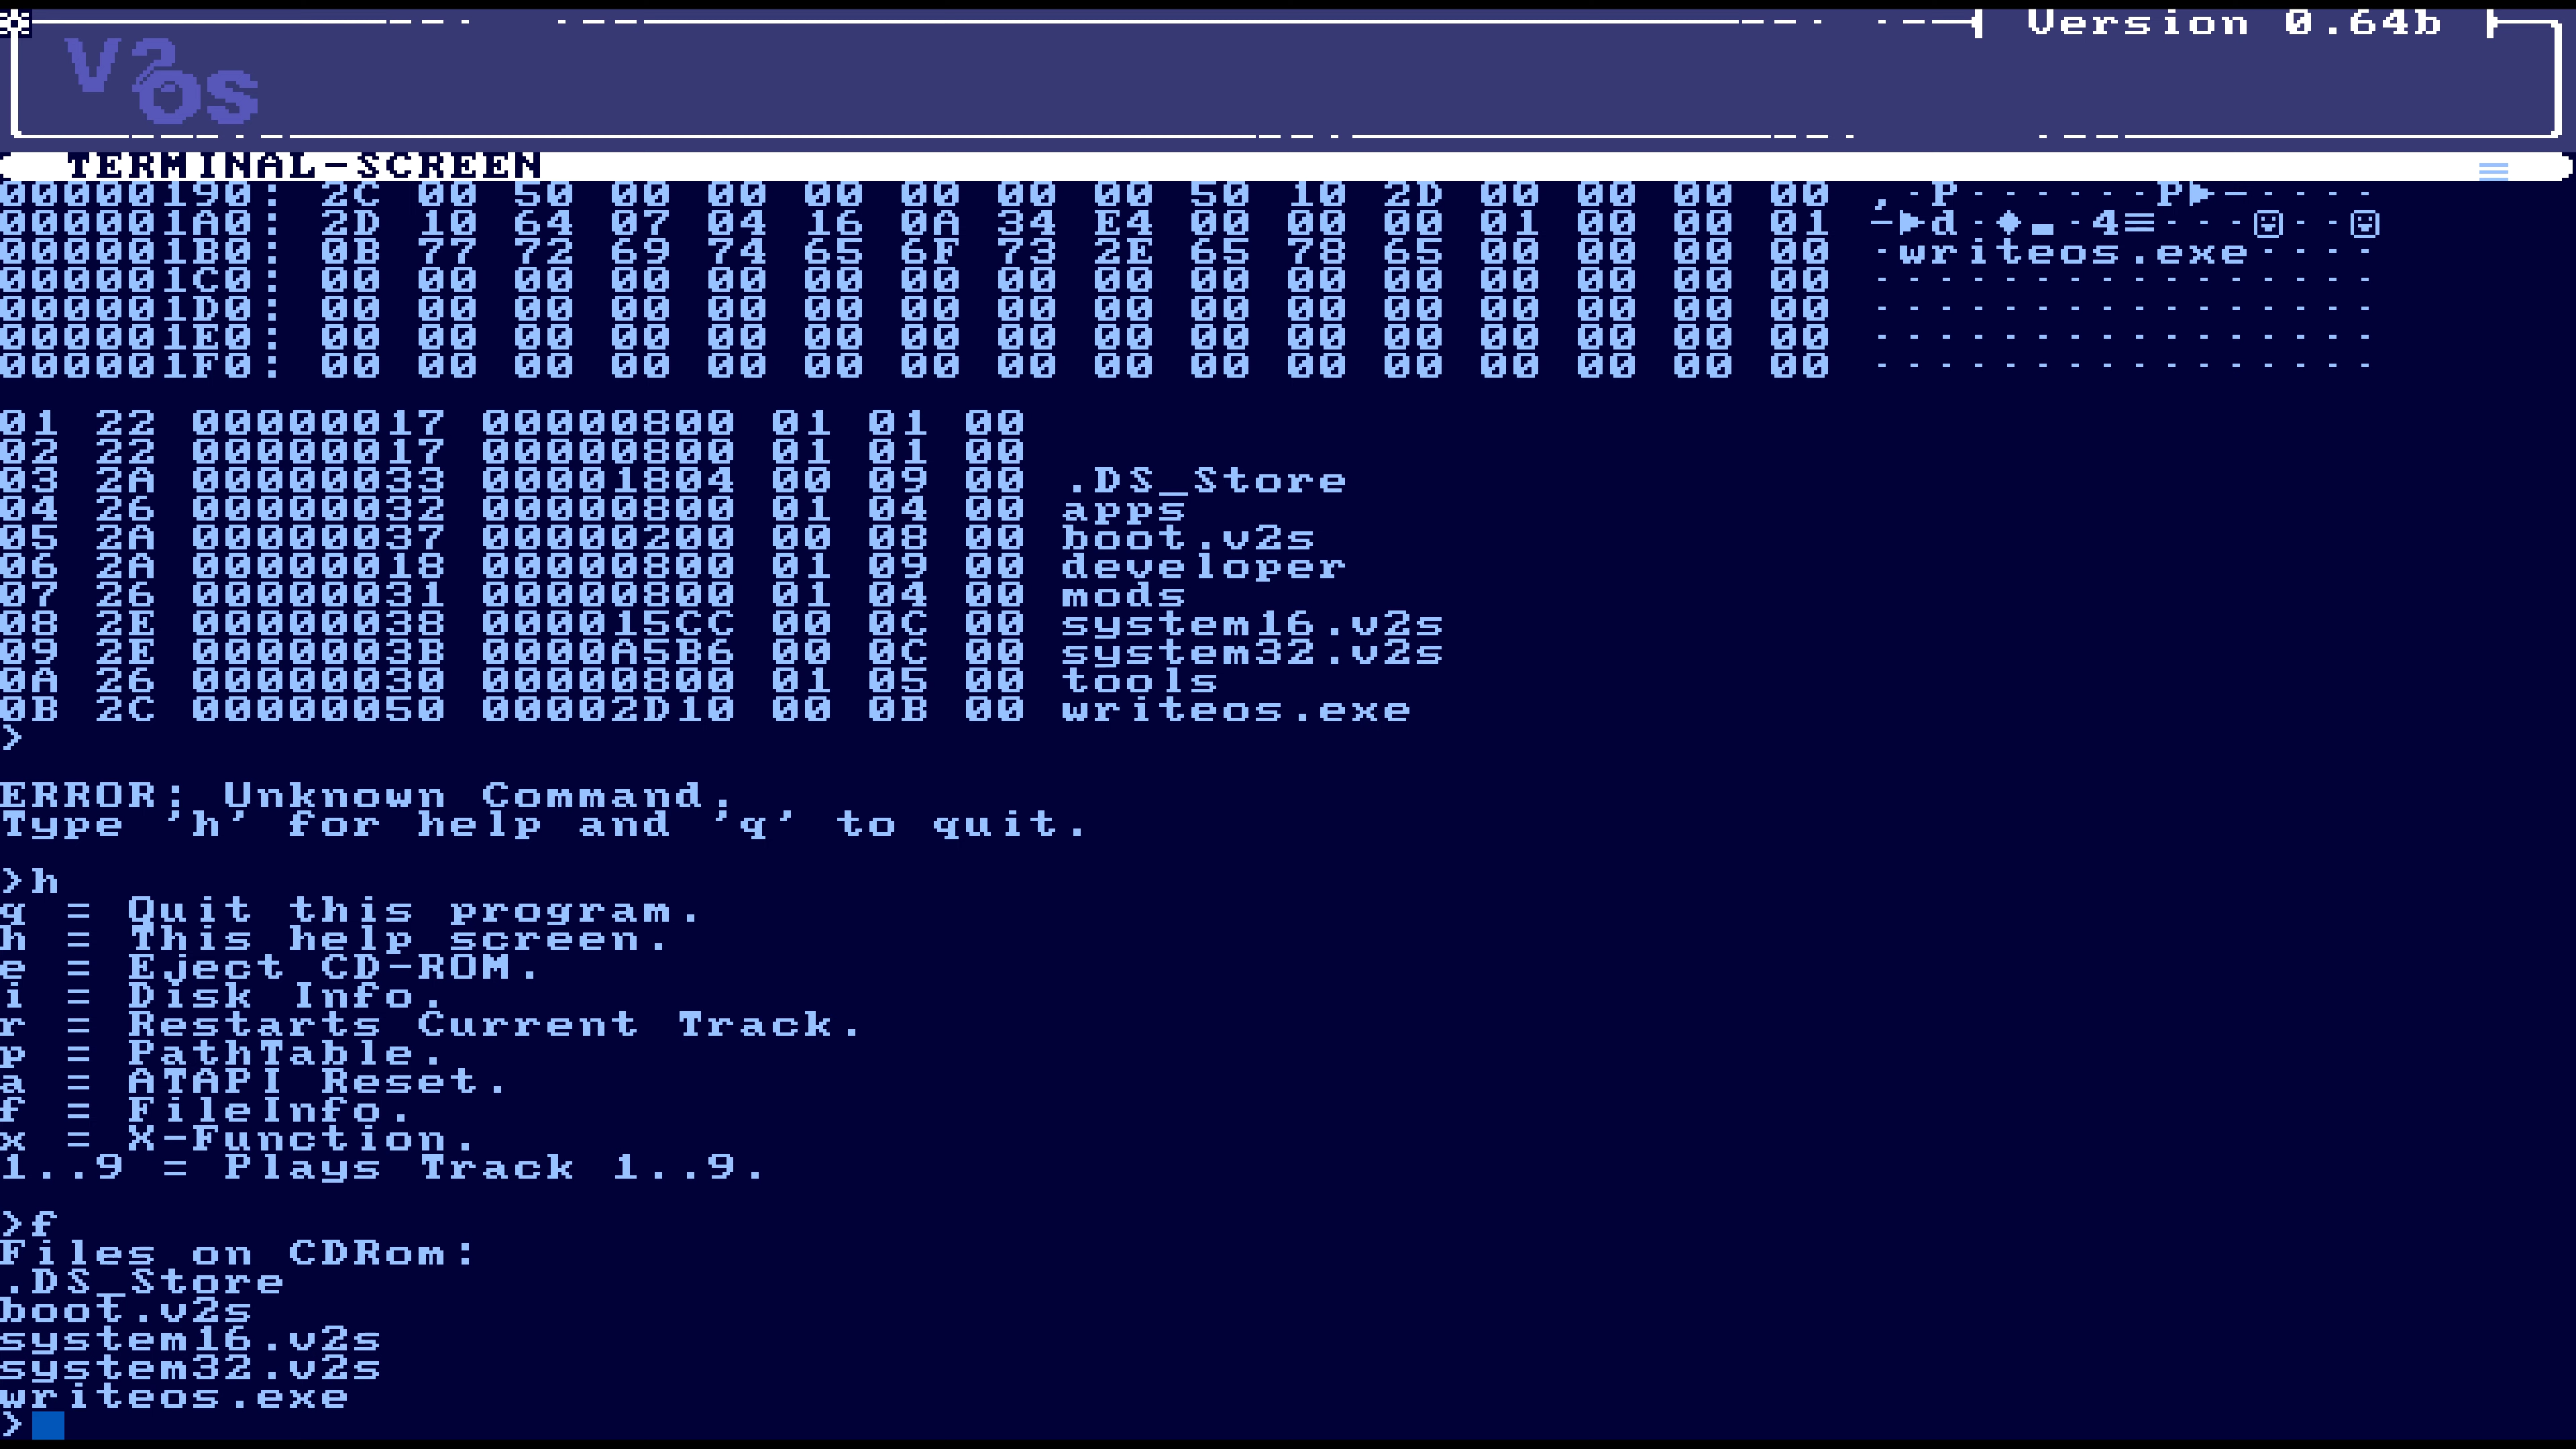 Version 0.64b
V2os
TERMINAL-SCREEN
00000190: 2C 00 50 00 00 00 00 00 00 50 10 2D 00 00 00 00 ,·P······P►-····
000001A0: 2D 10 64 07 04 16 0A 34 E4 00 00 00 01 00 00 01 -►d·♦▬·4≡···☺··☺
000001B0: 0B 77 72 69 74 65 6F 73 2E 65 78 65 00 00 00 00 ·writeos.exe····
000001C0: 00 00 00 00 00 00 00 00 00 00 00 00 00 00 00 00 ················
000001D0: 00 00 00 00 00 00 00 00 00 00 00 00 00 00 00 00 ················
000001E0: 00 00 00 00 00 00 00 00 00 00 00 00 00 00 00 00 ················
000001F0: 00 00 00 00 00 00 00 00 00 00 00 00 00 00 00 00 ················
01 22 00000017 00000800 01 01 00
02 22 00000017 00000800 01 01 00
03 2A 00000033 00001804 00 09 00 .DS_Store
04 26 00000032 00000800 01 04 00 apps
05 2A 00000037 00000200 00 08 00 boot.v2s
06 2A 00000018 00000800 01 09 00 developer
07 26 00000031 00000800 01 04 00 mods
08 2E 00000038 000015CC 00 0C 00 system16.v2s
09 2E 0000003B 0000A5B6 00 0C 00 system32.v2s
0A 26 00000030 00000800 01 05 00 tools
0B 2C 00000050 00002D10 00 0B 00 writeos.exe
>
ERROR; Unknown Command;
Type 'h' for help and 'q' to quit.
>h
q = Quit this program.
h = This help screen.
e = Eject CD-ROM.
i = Disk Info.
r = Restarts Current Track.
p = PathTable.
a = ATAPI Reset.
f = FileInfo.
x = X-Function.
1..9 = Plays Track 1..9.
>f
Files on CDRom:
.DS_Store
boot.v2s
system16.v2s
system32.v2s
writeos.exe
>